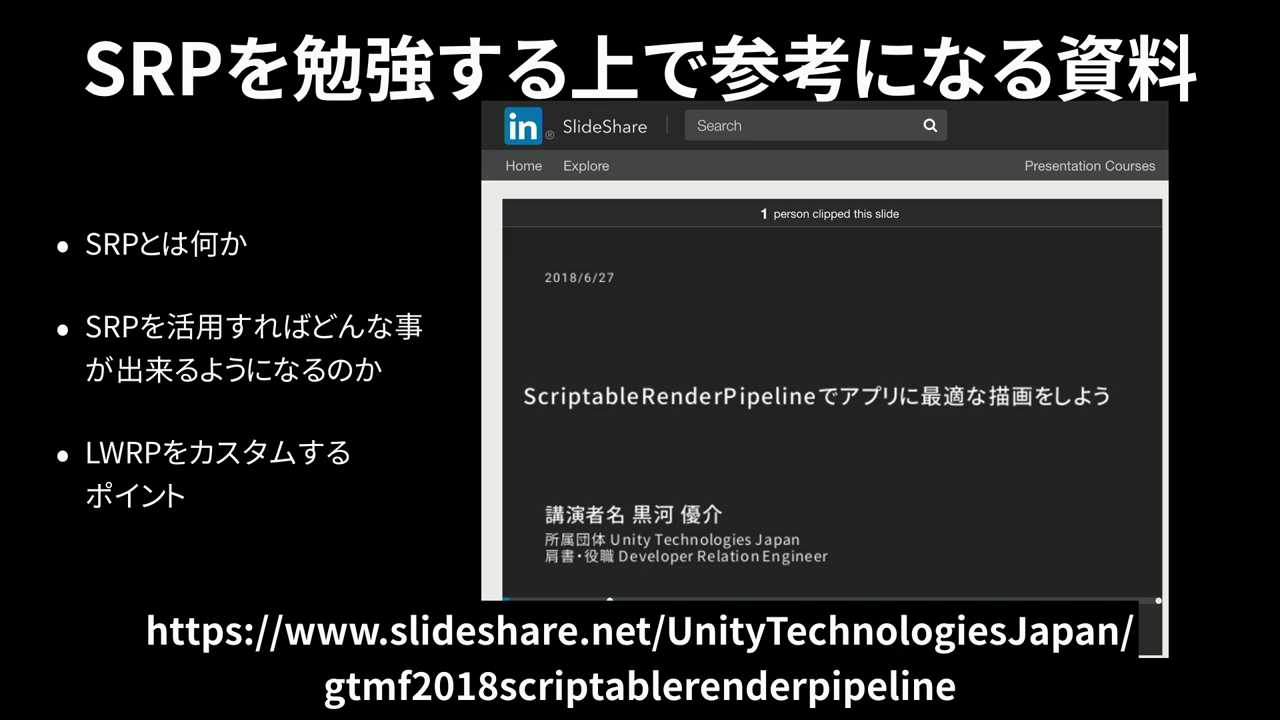 SRPを勉強する上で参考になる資料
in® SlideShare
Search
Home Explore Presentation Courses
1 person clipped this slide
2018/6/27
ScriptableRenderPipelineでアプリに最適な描画をしよう
講演者名 黒河 優介
所属団体 Unity Technologies Japan
肩書・役職 Developer Relation Engineer
• SRPとは何か
• SRPを活用すればどんな事
が出来るようになるのか
• LWRPをカスタムする
ポイント
https://www.slideshare.net/UnityTechnologiesJapan/
gtmf2018scriptablerenderpipeline